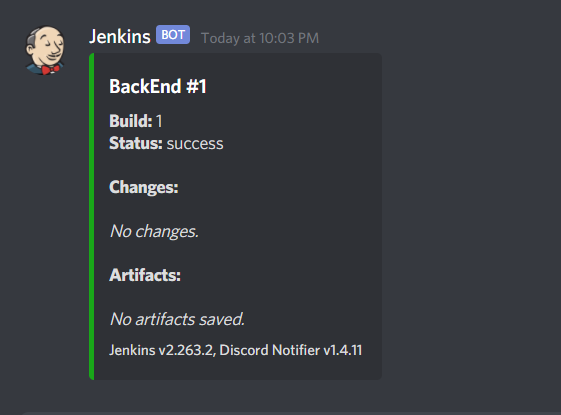 Jenkins BOT Today at 10:03 PM
BackEnd #1
Build: 1
Status: success
Changes:
No changes.
Artifacts:
No artifacts saved.
Jenkins v2.263.2, Discord Notifier v1.4.11